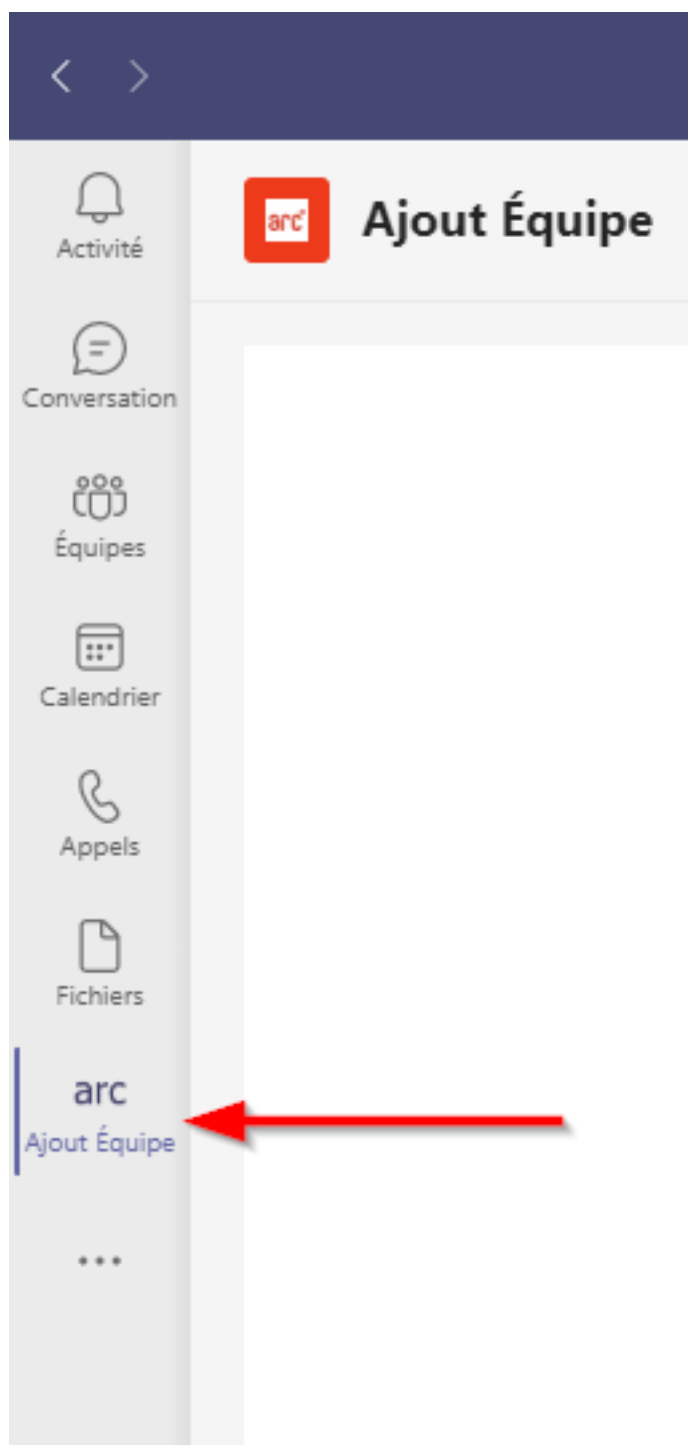 arc
Ajout Équipe
Activité
Conversation
Équipes
Calendrier
Appels
Fichiers
arc
Ajout Équipe